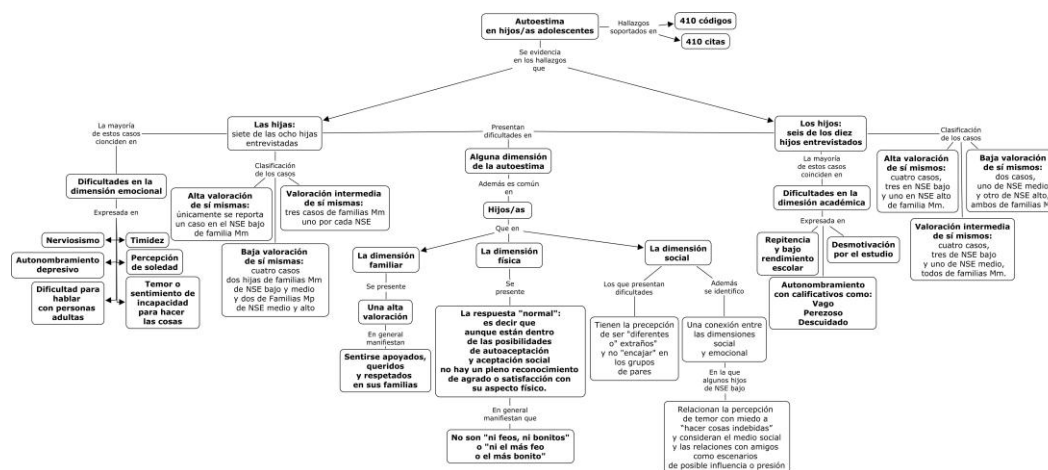 Autoestima
en hijos/as adolescentes
Hallazgos
soportados en
410 códigos
410 citas
Se evidencia
en los hallazgos
que
La mayoría
de estos casos
cionciden en
Las hijas:
siete de las ocho hijas
entrevistadas
Presentan
dificultades en
Los hijos:
seis de los diez
hijos entrevistados
Clasificación
de los casos
Dificultades en la
dimensión emocional
Expresada en
Nerviosismo
Timidez
Autonombramiento
depresivo
Percepción
de soledad
Dificultad para
hablar
con personas
adultas
Temor o
sentimiento de
incapacidad
para hacer
las cosas
Clasificación
de los casos
Alta valoración
de sí mismas:
únicamente se reporta
un caso en el NSE bajo
de familia Mm
Valoración intermedia
de sí mismas:
tres casos de familias Mm
uno por cada NSE
Baja valoración
de sí mismas:
cuatro casos
dos hijas de familias Mm
de NSE bajo y medio
y dos de Familias Mp
de NSE medio y alto
Alguna dimensión
de la autoestima
Además es común
en
Hijos/as
Que en
La dimensión
familiar
Se presente
Una alta
valoración
En general
manifiestan
Sentirse apoyados,
queridos
y respetados
en sus familias
La dimensión
física
Se
presente
La respuesta "normal":
es decir que
aunque están dentro
de las posibilidades
de autoaceptación
y aceptación social
no hay un pleno reconocimiento
de agrado o satisfacción con
su aspecto físico.
En general
manifiestan que
No son "ni feos, ni bonitos"
o "ni el más feo
o el más bonito"
La dimensión
social
Los que presentan
dificultades
Tienen la precepción
de ser "diferentes
o" extraños"
y no "encajar" en
los grupos
de pares
Además
se identifico
Una conexión entre
las dimensiones
social
y emocional
En la que
algunos hijos
de NSE bajo
Relacionan la percepción
de temor con miedo a
"hacer cosas indebidas"
y consideran el medio social
y las relaciones con amigos
como escenarios
de posible influencia o presión
La mayoría
de estos casos
coinciden en
Dificultades en
la dimesión académica
Expresada en
Repitencia
y bajo
rendimiento
escolar
Desmotivación
por el estudio
Autonombramiento
con calificativos como:
Vago
Perezoso
Descuidado
Alta valoración
de sí mismos:
cuatro casos,
tres en NSE bajo
y uno en NSE alto
de familia Mm.
Baja valoración
de sí mismos:
dos casos,
uno de NSE medio
y otro de NSE alto,
ambos de familias M
Valoración intermedia
de sí mismos:
cuatro casos,
tres de NSE bajo
y uno de NSE medio,
todos de familias Mm.